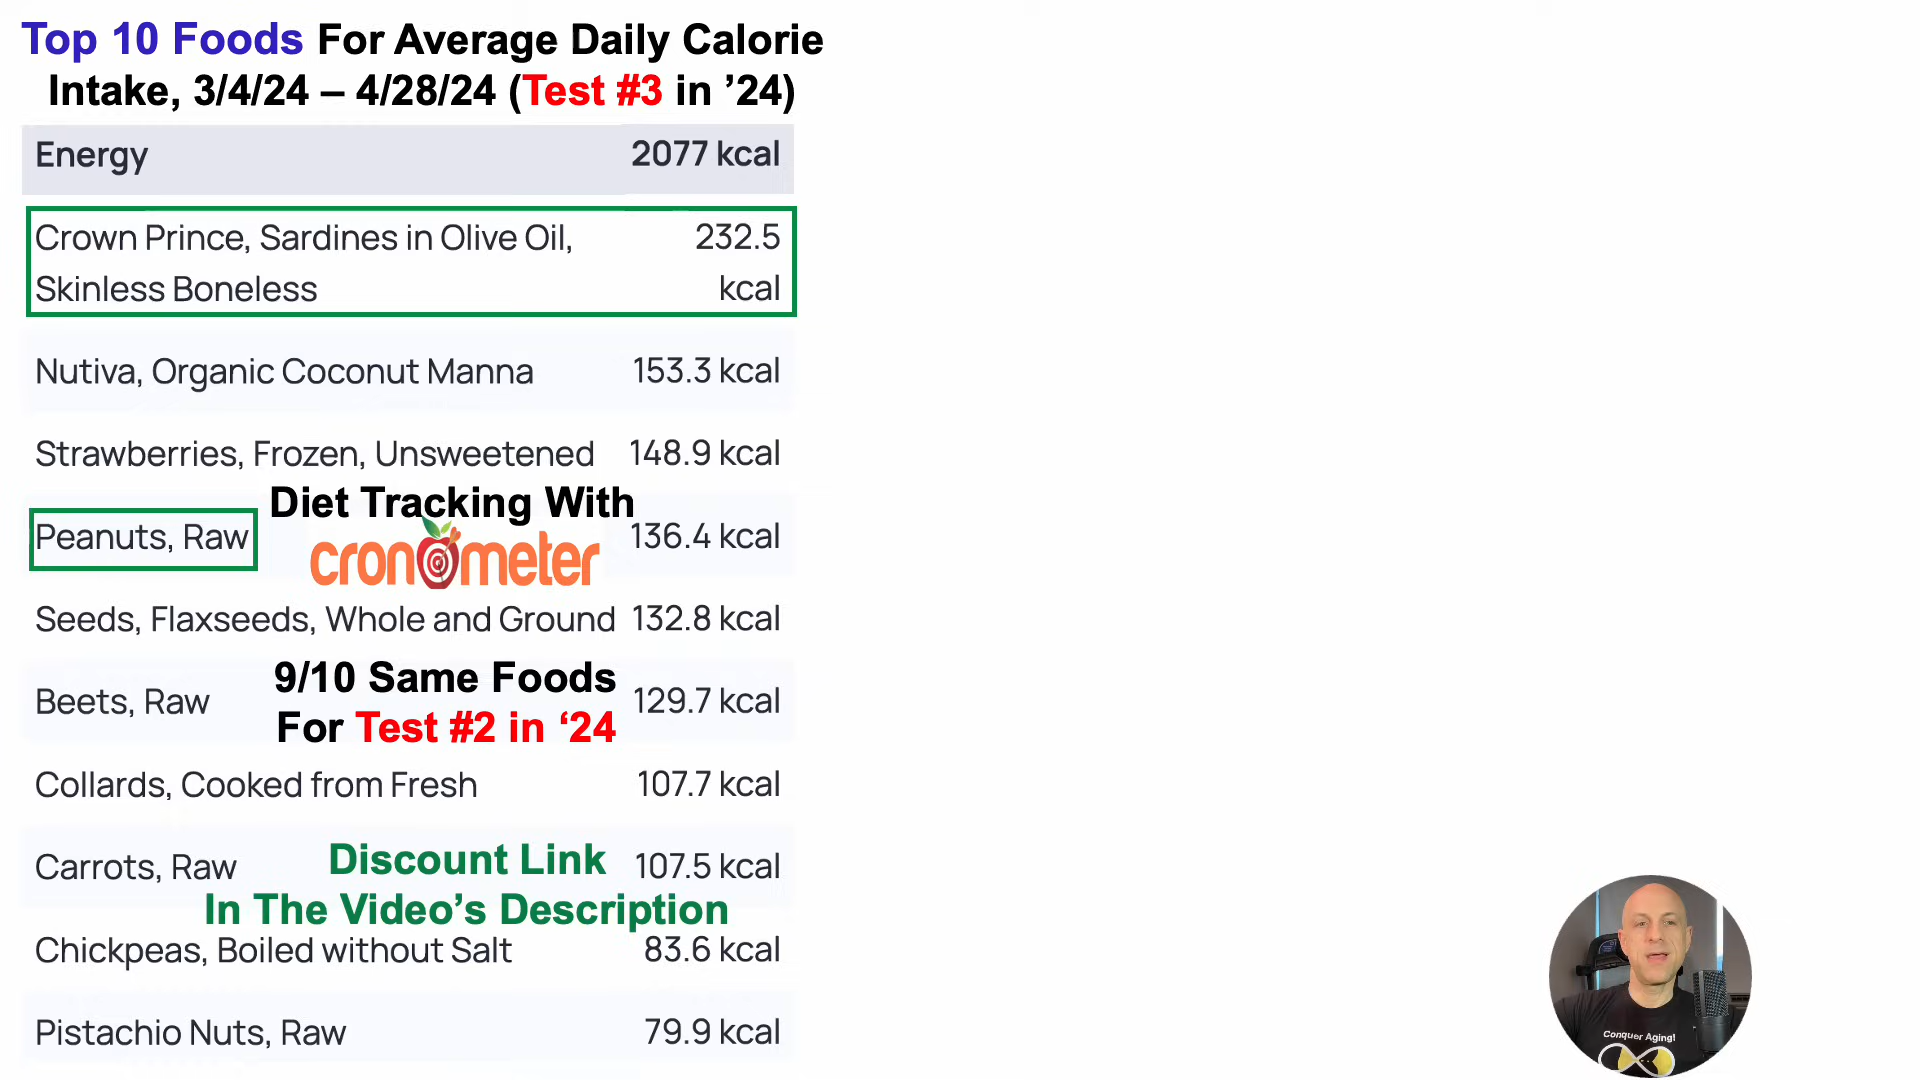 Top 10 Foods For Average Daily Calorie
Intake, 3/4/24 – 4/28/24 (Test #3 in ’24)
Energy 2077 kcal
Crown Prince, Sardines in Olive Oil, 232.5
Skinless Boneless kcal
Nutiva, Organic Coconut Manna 153.3 kcal
Strawberries, Frozen, Unsweetened 148.9 kcal
Diet Tracking With
Peanuts, Raw 136.4 kcal
cronometer
Seeds, Flaxseeds, Whole and Ground 132.8 kcal
9/10 Same Foods
Beets, Raw 129.7 kcal
For Test #2 in ‘24
Collards, Cooked from Fresh 107.7 kcal
Discount Link
Carrots, Raw 107.5 kcal
In The Video’s Description
Chickpeas, Boiled without Salt 83.6 kcal
Pistachio Nuts, Raw 79.9 kcal
Conquer Aging!